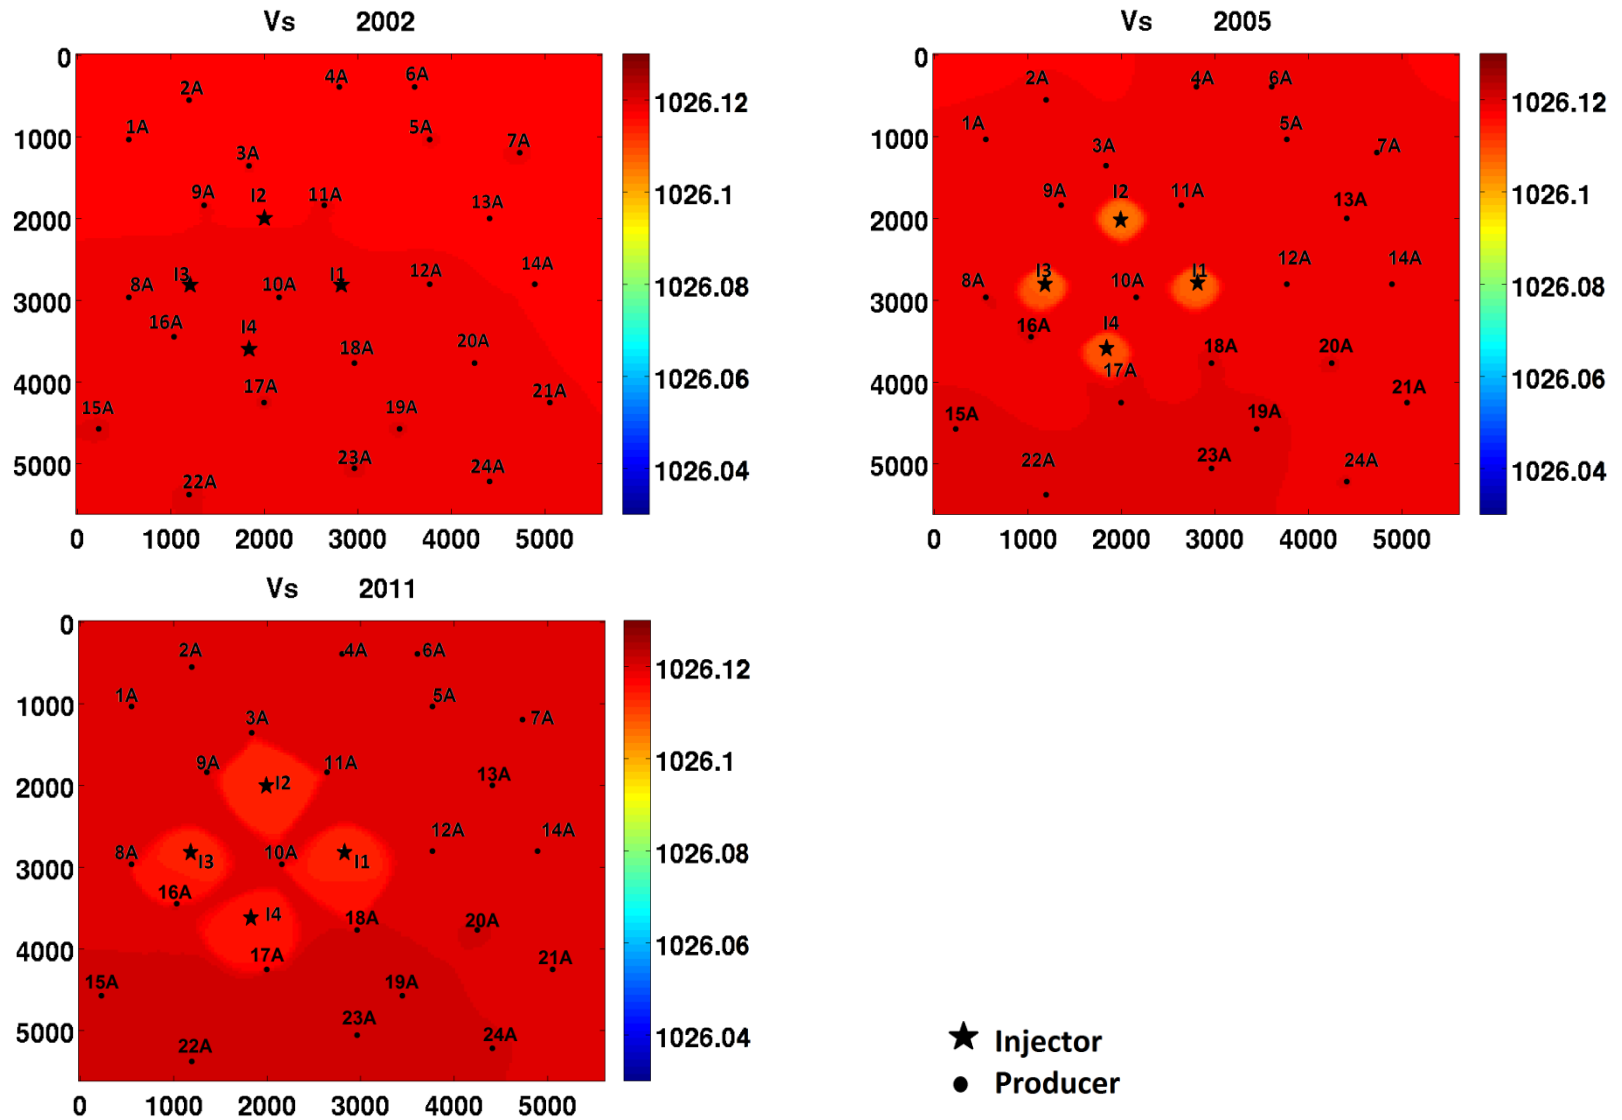 Vs 2002
0
1000
2000
3000
4000
5000
2A
4A
6A
1A
5A
7A
3A
9A
I2
11A
13A
8A
I3
10A
I1
12A
14A
16A
I4
18A
20A
17A
15A
19A
21A
22A
23A
24A
0 1000 2000 3000 4000 5000
1026.12
1026.1
1026.08
1026.06
1026.04
Vs 2005
0
1000
2000
3000
4000
5000
2A
4A
6A
1A
5A
7A
3A
9A
I2
11A
13A
8A
I3
10A
I1
12A
14A
16A
I4
18A
20A
17A
15A
19A
21A
22A
23A
24A
0 1000 2000 3000 4000 5000
1026.12
1026.1
1026.08
1026.06
1026.04
Vs 2011
0
1000
2000
3000
4000
5000
2A
4A
6A
1A
5A
7A
3A
9A
I2
11A
13A
8A
I3
10A
I1
12A
14A
16A
I4
18A
20A
17A
15A
19A
21A
22A
23A
24A
0 1000 2000 3000 4000 5000
1026.12
1026.1
1026.08
1026.06
1026.04
Injector
Producer